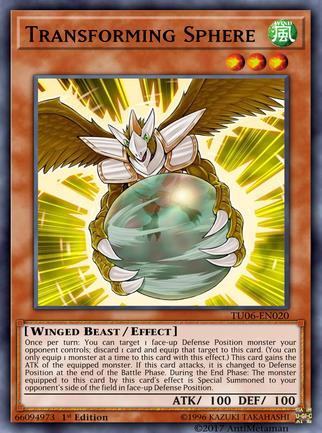 TRANSFORMING SPHERE
WIND
風
TU06-EN020
[WINGED BEAST / EFFECT]
Once per turn: You can target 1 face-up Defense Position monster your
opponent controls; discard 1 card and equip that target to this card. (You can
only equip 1 monster at a time to this card with this effect.) This card gains the
ATK of the equipped monster. If this card attacks, it is changed to Defense
Position at the end of the Battle Phase. During the End Phase: The monster
equipped to this card by this card's effect is Special Summoned to your
opponent's side of the field in face-up Defense Position.
ATK/ 100 DEF/ 100
66094973 1st Edition ©1996 KAZUKI TAKAHASHI
©2017 AntiMetaman